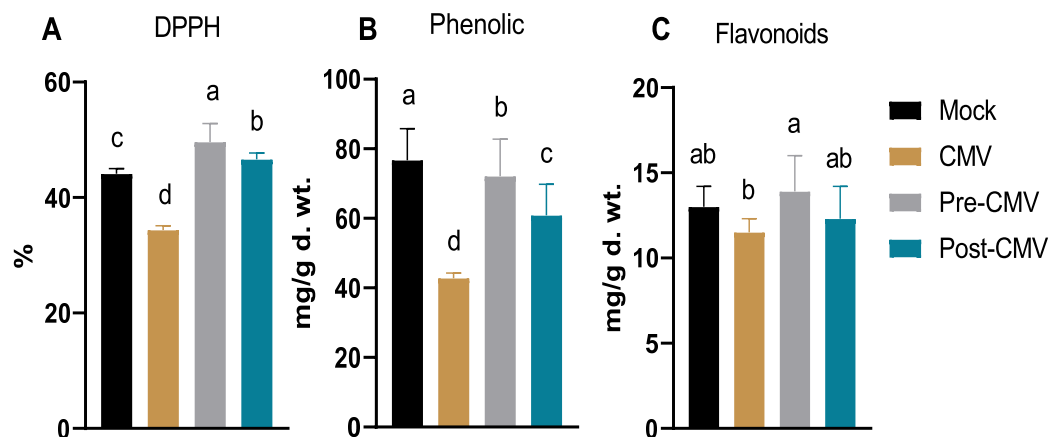 A DPPH
%
60
40
20
0
c
d
a
b
B Phenolic
mg/g d. wt.
100
80
60
40
20
0
a
d
b
c
C Flavonoids
mg/g d. wt.
20
15
10
5
0
ab
b
a
ab
Mock
CMV
Pre-CMV
Post-CMV